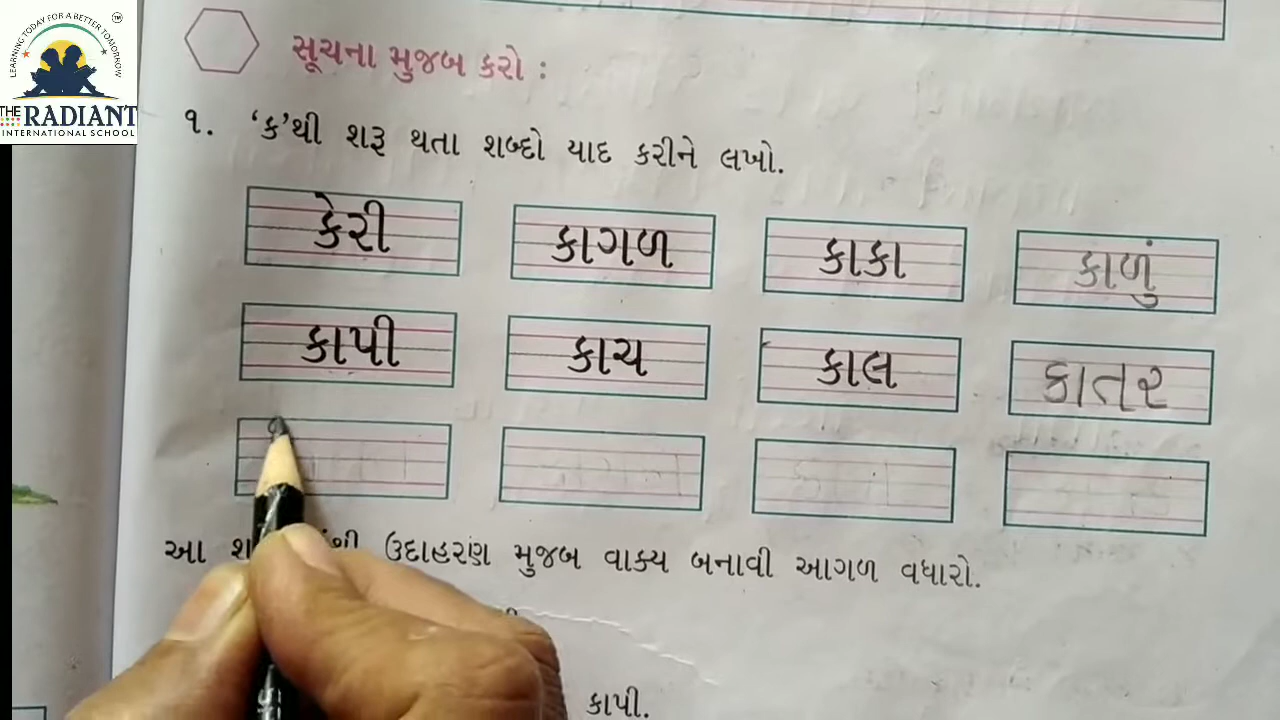 LEARNING TODAY FOR A BETTER TOMORROW
TM
THE RADIANT
INTERNATIONAL SCHOOL
સૂચના મુજબ કરો :
૧. ‘ક’થી શરૂ થતા શબ્દો યાદ કરીને લખો.
કેરી કાગળ કાકા કાળું
કાપી કાચ કાલ કાતર
આ ઉદાહરણ મુજબ વાક્ય બનાવી આગળ વધારો.
કાપી.